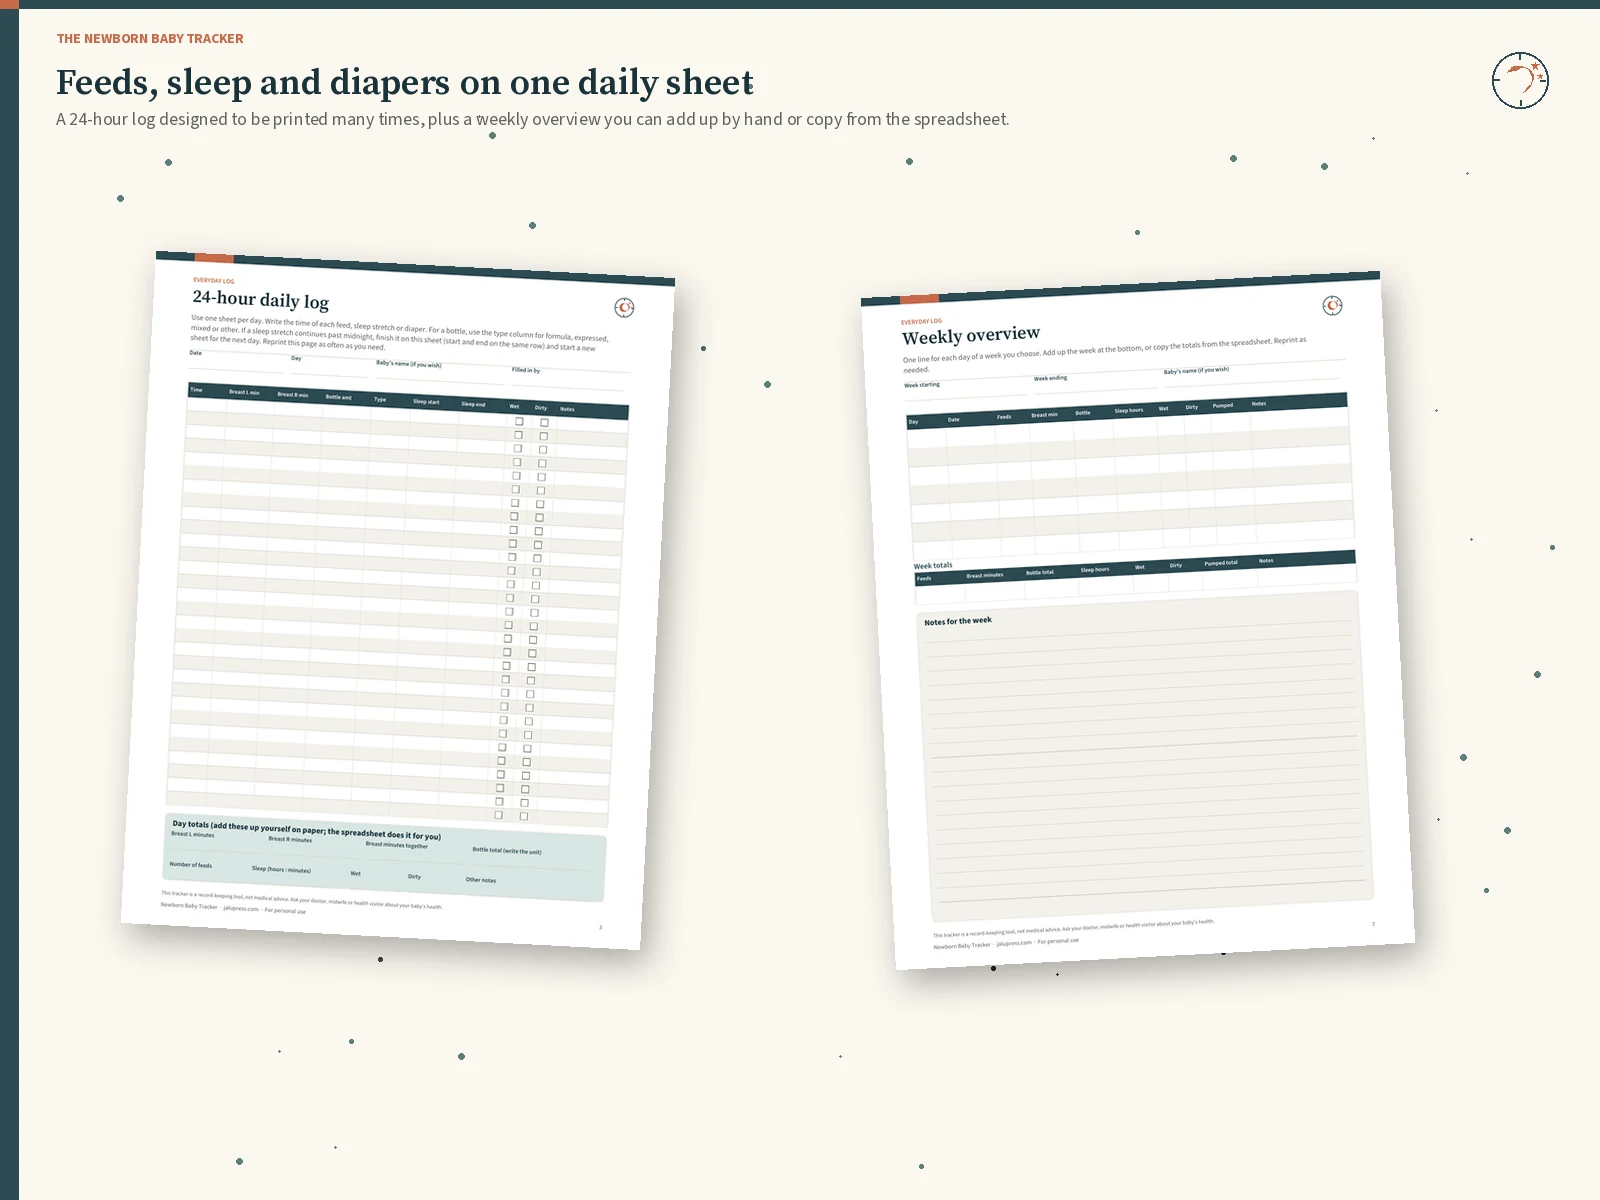 THE NEWBORN BABY TRACKER
Feeds, sleep and diapers on one daily sheet
A 24-hour log designed to be printed many times, plus a weekly overview you can add up by hand or copy from the spreadsheet.
EVERYDAY LOG
24-hour daily log
Use one sheet per day. Write the time of each feed, sleep stretch or diaper. For a bottle, use the type column for formula, expressed,
mixed or other. If a sleep stretch continues past midnight, finish it on this sheet (start and end on the same row) and start a new
sheet for the next day. Reprint this page as often as you need.
Date Day Baby's name (if you wish) Filled in by
Time Breast L min Breast R min Bottle amt Type Sleep start Sleep end Wet Dirty Notes
Day totals (add these up yourself on paper; the spreadsheet does it for you)
Breast L minutes Breast R minutes Breast minutes together Bottle total (write the unit)
Number of feeds Sleep (hours : minutes) Wet Dirty Other notes
This tracker is a record-keeping tool, not medical advice. Ask your doctor, midwife or health visitor about your baby's health.
Newborn Baby Tracker · jalupress.com · For personal use
3
EVERYDAY LOG
Weekly overview
One line for each day of a week you choose. Add up the week at the bottom, or copy the totals from the spreadsheet. Reprint as
needed.
Week starting Week ending Baby's name (if you wish)
Day Date Feeds Breast min Bottle Sleep hours Wet Dirty Pumped Notes
Week totals
Feeds Breast minutes Bottle total Sleep hours Wet Dirty Pumped total Notes
Notes for the week
This tracker is a record-keeping tool, not medical advice. Ask your doctor, midwife or health visitor about your baby's health.
Newborn Baby Tracker · jalupress.com · For personal use
7